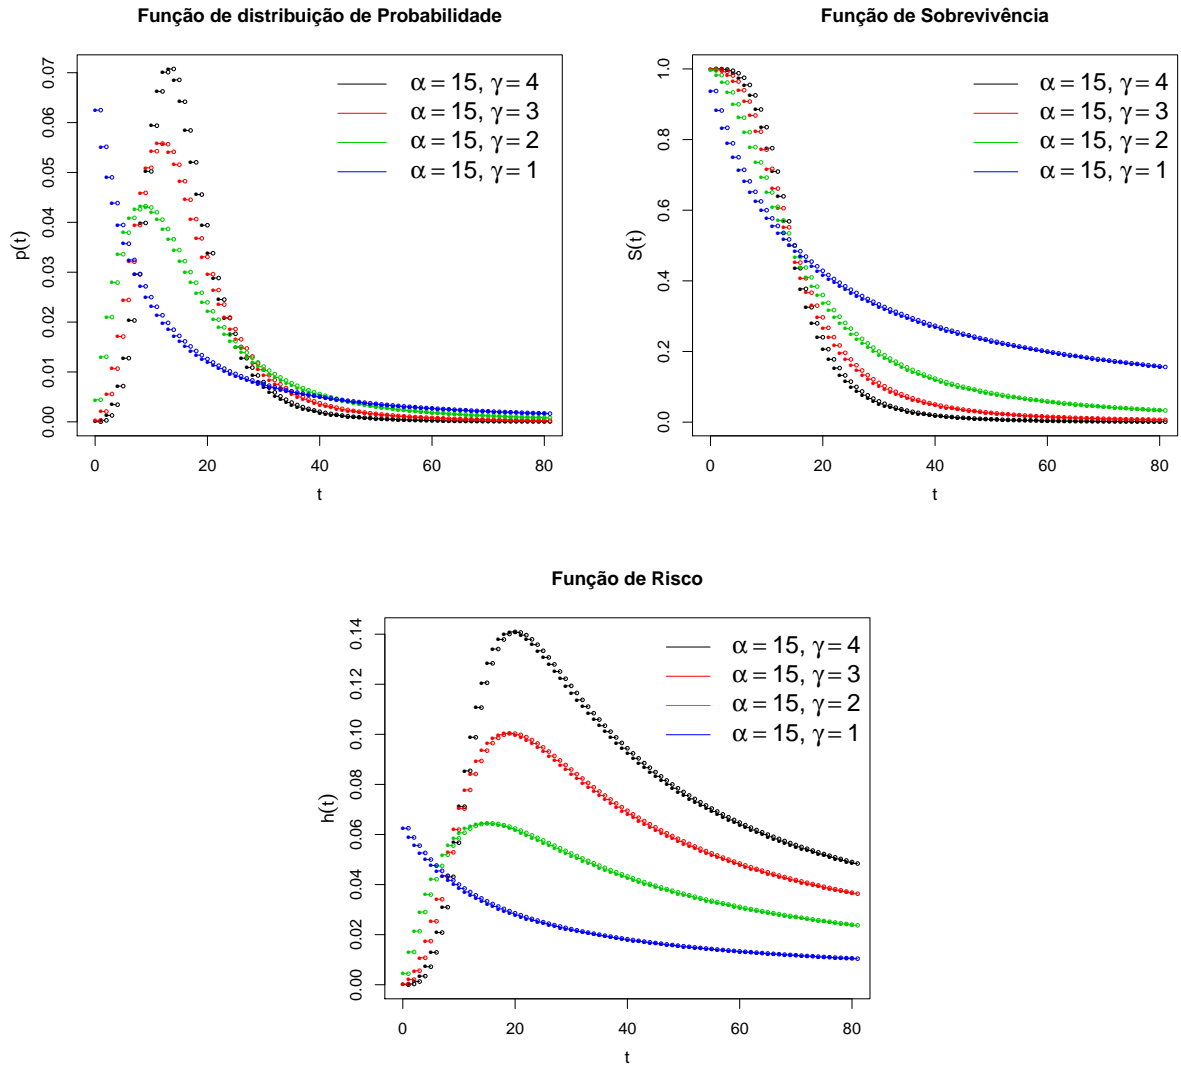 Função de distribuição de Probabilidade
p(t)
0.00
0.01
0.02
0.03
0.04
0.05
0.06
0.07
α = 15, γ = 4
α = 15, γ = 3
α = 15, γ = 2
α = 15, γ = 1
0 20 40 60 80
t
Função de Sobrevivência
S(t)
0.0
0.2
0.4
0.6
0.8
1.0
α = 15, γ = 4
α = 15, γ = 3
α = 15, γ = 2
α = 15, γ = 1
0 20 40 60 80
t
Função de Risco
h(t)
0.00
0.02
0.04
0.06
0.08
0.10
0.12
0.14
α = 15, γ = 4
α = 15, γ = 3
α = 15, γ = 2
α = 15, γ = 1
0 20 40 60 80
t